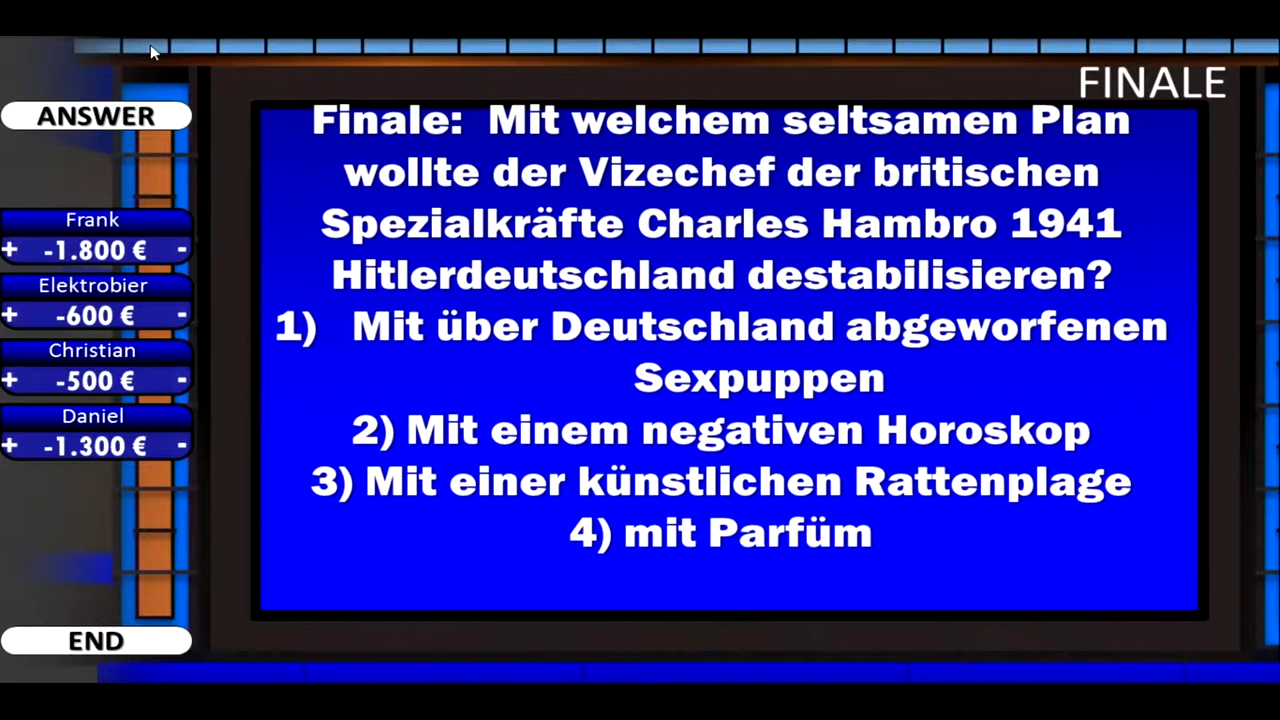 FINALE
ANSWER
Finale: Mit welchem seltsamen Plan
wollte der Vizechef der britischen
Spezialkräfte Charles Hambro 1941
Hitlerdeutschland destabilisieren?
1) Mit über Deutschland abgeworfenen
Sexpuppen
2) Mit einem negativen Horoskop
3) Mit einer künstlichen Rattenplage
4) mit Parfüm
Frank
+ -1.800 € -
Elektrobier
+ -600 € -
Christian
+ -500 € -
Daniel
+ -1.300 € -
END